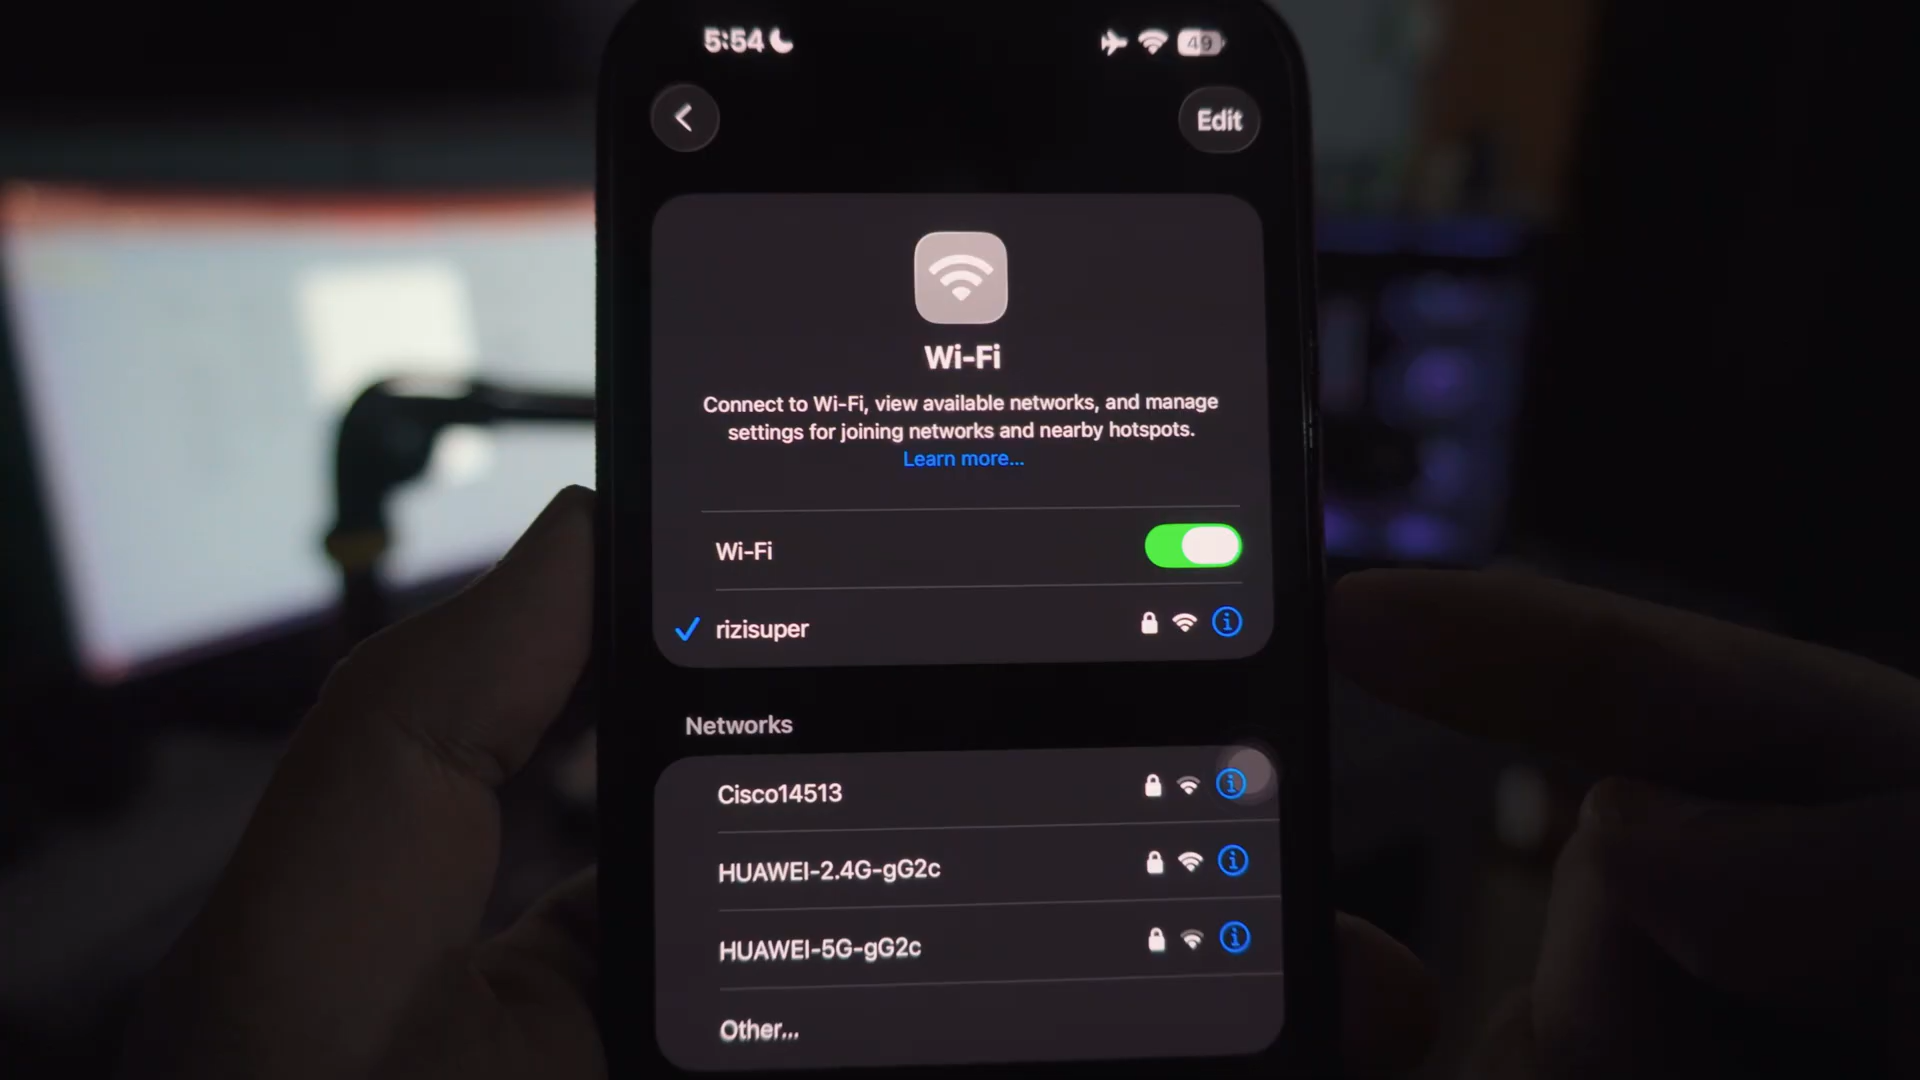 5:54
49
Edit
Wi-Fi
Connect to Wi-Fi, view available networks, and manage
settings for joining networks and nearby hotspots.
Learn more...
Wi-Fi
rizisuper
Networks
Cisco14513
HUAWEI-2.4G-gG2c
HUAWEI-5G-gG2c
Other...